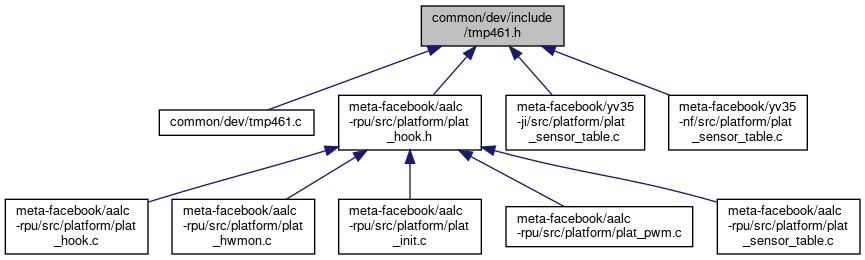 common/dev/include
/tmp461.h
common/dev/tmp461.c
meta-facebook/aalc
-rpu/src/platform/plat
_hook.h
meta-facebook/yv35
-ji/src/platform/plat
_sensor_table.c
meta-facebook/yv35
-nf/src/platform/plat
_sensor_table.c
meta-facebook/aalc
-rpu/src/platform/plat
_hook.c
meta-facebook/aalc
-rpu/src/platform/plat
_hwmon.c
meta-facebook/aalc
-rpu/src/platform/plat
_init.c
meta-facebook/aalc
-rpu/src/platform/plat_pwm.c
meta-facebook/aalc
-rpu/src/platform/plat
_sensor_table.c